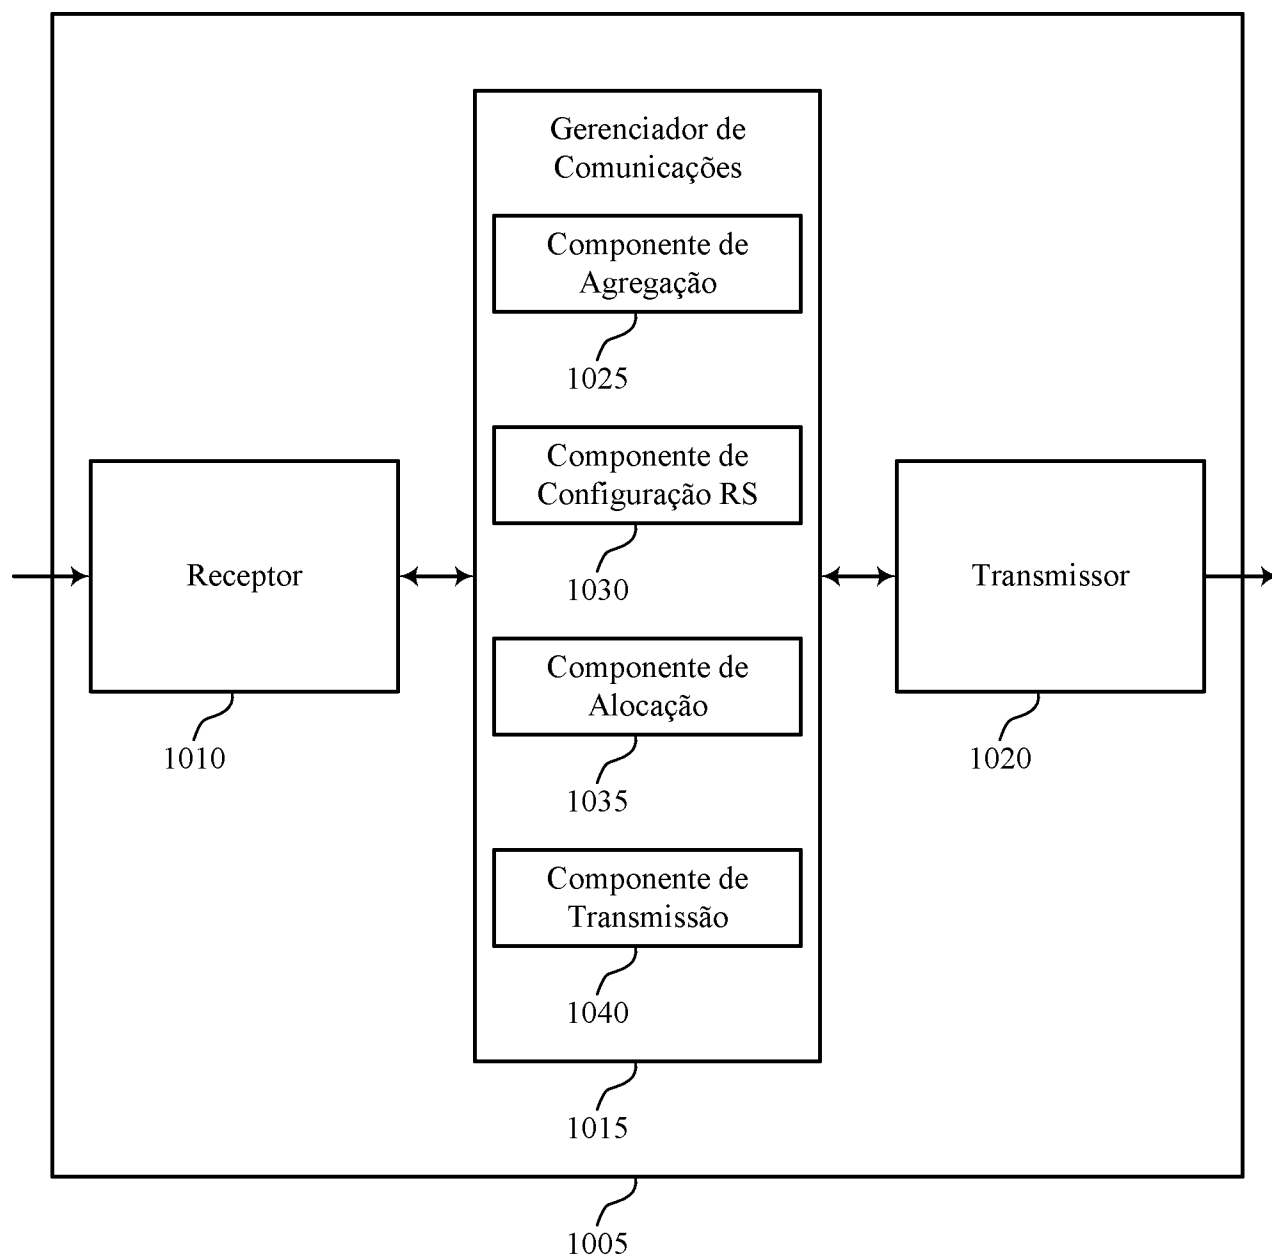 Gerenciador de
Comunicações
Componente de
Agregação
1025
Componente de
Configuração RS
1030
Receptor
1010
Componente de
Alocação
1035
Transmissor
1020
Componente de
Transmissão
1040
1015
1005